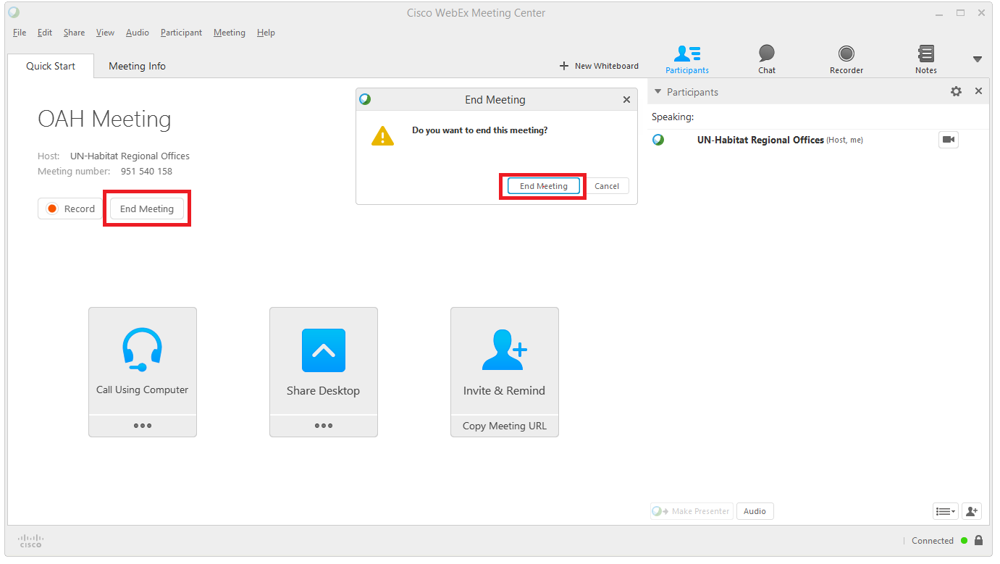 Cisco WebEx Meeting Center
File Edit Share View Audio Participant Meeting Help
Quick Start Meeting Info
New Whiteboard
Participants Chat Recorder Notes
OAH Meeting
Host: UN-Habitat Regional Offices
Meeting number: 951 540 158
Record End Meeting
End Meeting
Do you want to end this meeting?
End Meeting Cancel
Call Using Computer
Share Desktop
Invite & Remind
Copy Meeting URL
Participants
Speaking:
UN-Habitat Regional Offices (Host, me)
Make Presenter Audio
CISCO
Connected